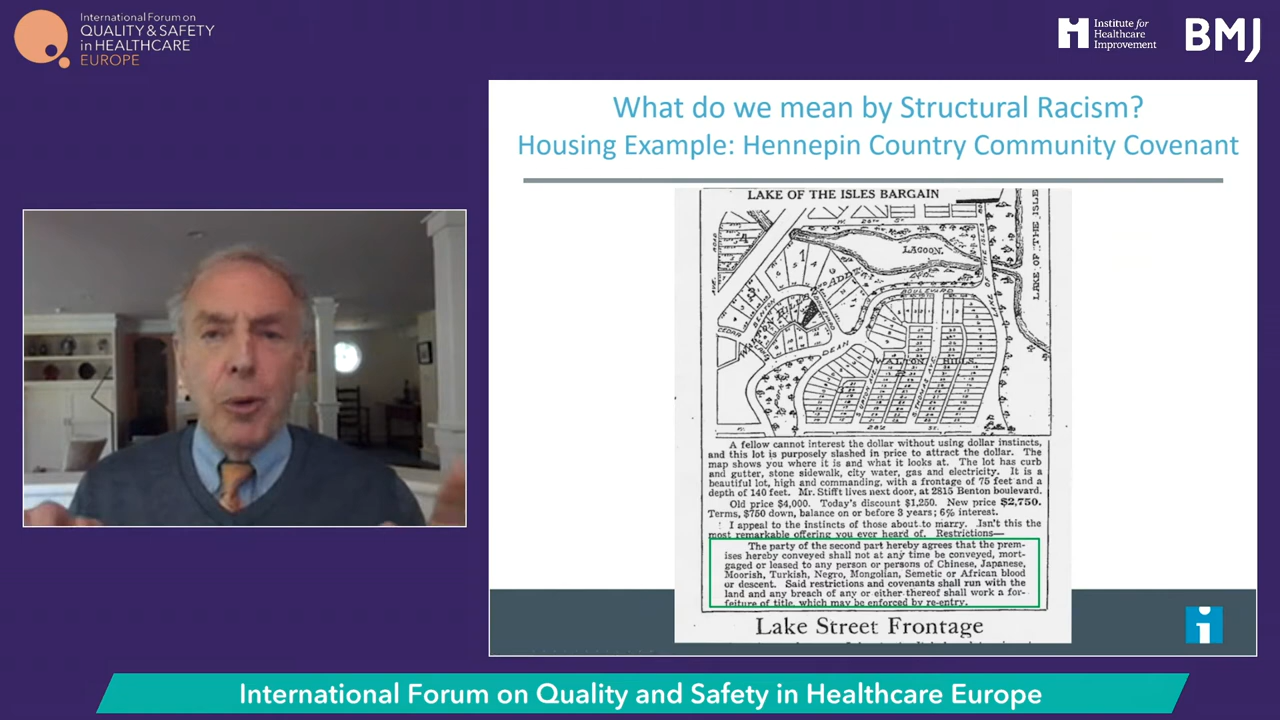 International Forum on
QUALITY & SAFETY
in HEALTHCARE
EUROPE
Institute for
Healthcare
Improvement
BMJ
What do we mean by Structural Racism?
Housing Example: Hennepin Country Community Covenant
LAKE OF THE ISLES BARGAIN
LAGOON
LAKE OF THE ISLE
BOULEVARD
CEDAR
BENTON
DEAN
WALTON HILLS
A fellow cannot interest the dollar without using dollar instincts,
and this lot is purposely slashed in price to attract the dollar. The
map shows you where it is and what it looks at. The lot has curb
and gutter, stone sidewalk, city water, gas and electricity. It is a
beautiful lot, high and commanding, with a frontage of 75 feet and a
depth of 140 feet. Mr. Stifft lives next door, at 2815 Benton boulevard.
Old price $4,000. Today's discount $1,250. New price $2,750.
Terms, $750 down, balance on or before 3 years; 6% interest.
I appeal to the instincts of those about to marry. Isn't this the
most remarkable offering you ever heard of. Restrictions—
The party of the second part hereby agrees that the prem-
ises hereby conveyed shall not at any time be conveyed, mort-
gaged or leased to any person or persons of Chinese, Japanese,
Moorish, Turkish, Negro, Mongolian, Semetic or African blood
or descent. Said restrictions and covenants shall run with the
land and any breach of any or either thereof shall work a for-
feiture of title, which may be enforced by re-entry.
Lake Street Frontage
International Forum on Quality and Safety in Healthcare Europe